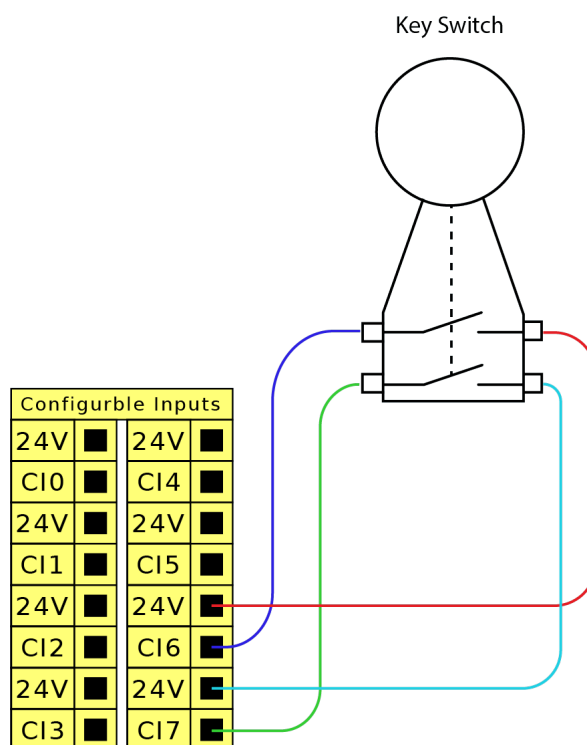 Key Switch
Configurble Inputs
24V 24V
CI0 CI4
24V 24V
CI1 CI5
24V 24V
CI2 CI6
24V 24V
CI3 CI7